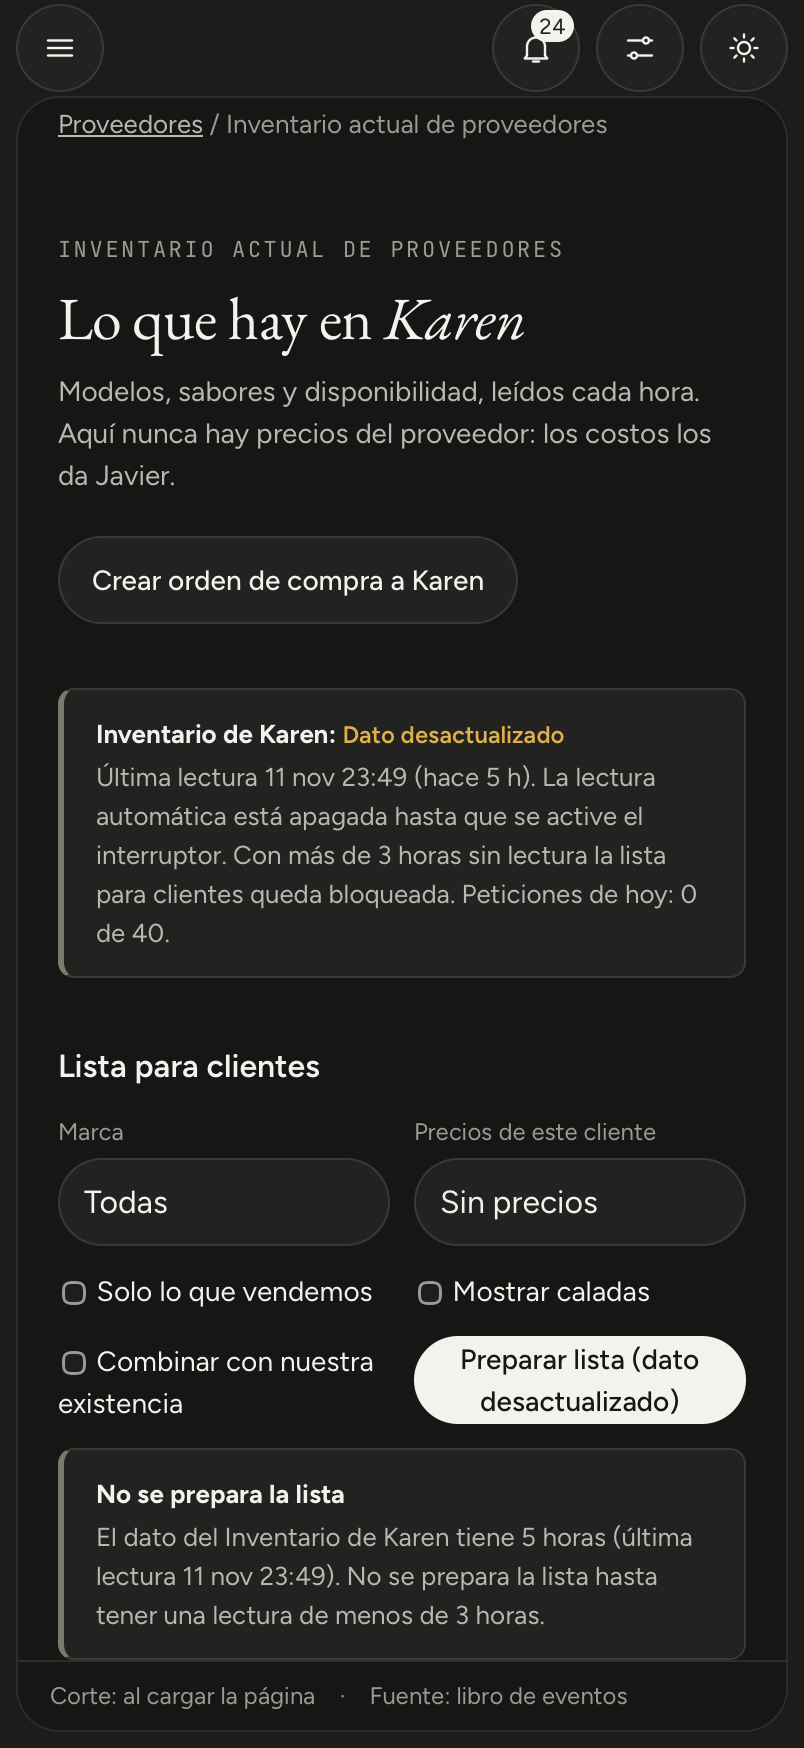 24
Proveedores / Inventario actual de proveedores
INVENTARIO ACTUAL DE PROVEEDORES
Lo que hay en Karen
Modelos, sabores y disponibilidad, leídos cada hora.
Aquí nunca hay precios del proveedor: los costos los
da Javier.
Crear orden de compra a Karen
Inventario de Karen: Dato desactualizado
Última lectura 11 nov 23:49 (hace 5 h). La lectura
automática está apagada hasta que se active el
interruptor. Con más de 3 horas sin lectura la lista
para clientes queda bloqueada. Peticiones de hoy: 0
de 40.
Lista para clientes
Marca
Precios de este cliente
Todas
Sin precios
Solo lo que vendemos
Mostrar caladas
Combinar con nuestra
existencia
Preparar lista (dato
desactualizado)
No se prepara la lista
El dato del Inventario de Karen tiene 5 horas (última
lectura 11 nov 23:49). No se prepara la lista hasta
tener una lectura de menos de 3 horas.
Corte: al cargar la página · Fuente: libro de eventos